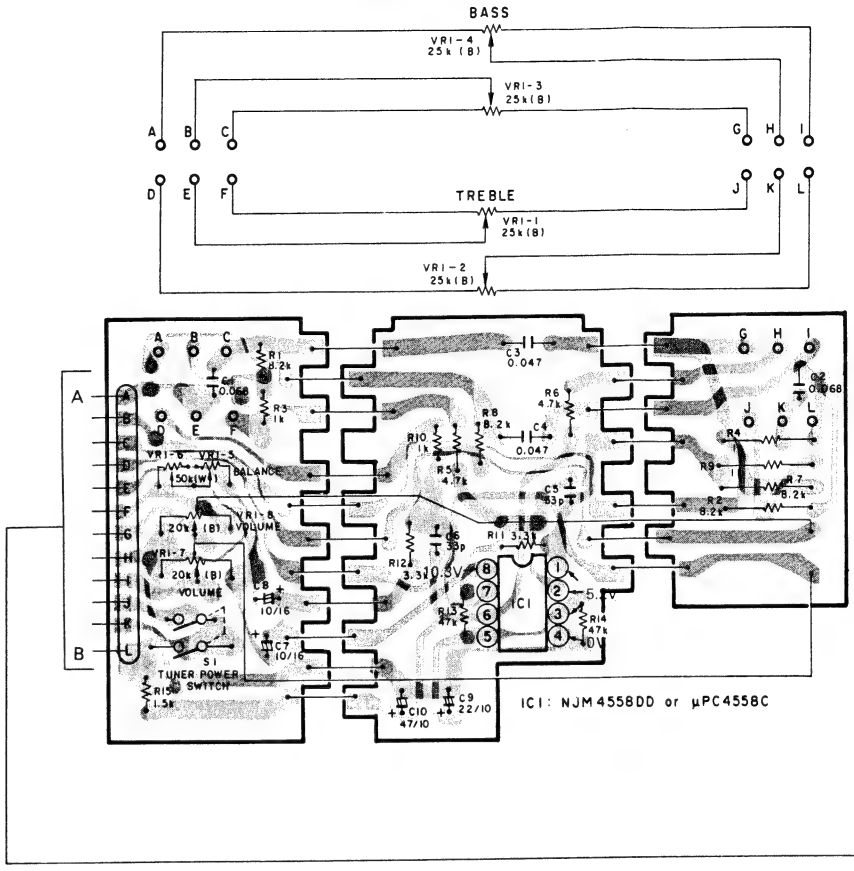 BASS
VR1-4
25k (B)
VR1-3
25k(B)
A B C G H I
D E F J K L
TREBLE
VR1-1
25k(B)
VR1-2
25k(B)
A B C
R1
8.2k
0.068
R3
1k
D E F
A
A
B
C
D
E
F
G
H
I
J
K
L
B
VR1-6 VR1-5
150k(W)
BALANCE
VR1-8
20k (B)
VOLUME
VR1-7
20k (B)
VOLUME
C8
+
10/16
+
C7
10/16
S1
TUNER POWER
SWITCH
R15
1.5k
C3
0.047
R6
4.7k
R8
8.2k
C4
0.047
R10
1k
R5
4.7k
C5
33p
C6
33p
R11 3.3k
R12
3.3k
10.3V
8 1
7 2
6 3
5 4
IC1
5.2V
R13
47k
R14
47k
0V
C10
+
47/10
C9
+
22/10
G H I
C2
0.068
J K L
R4
R9
R7
8.2k
R2
8.2k
IC1: NJM4558DD or μPC4558C